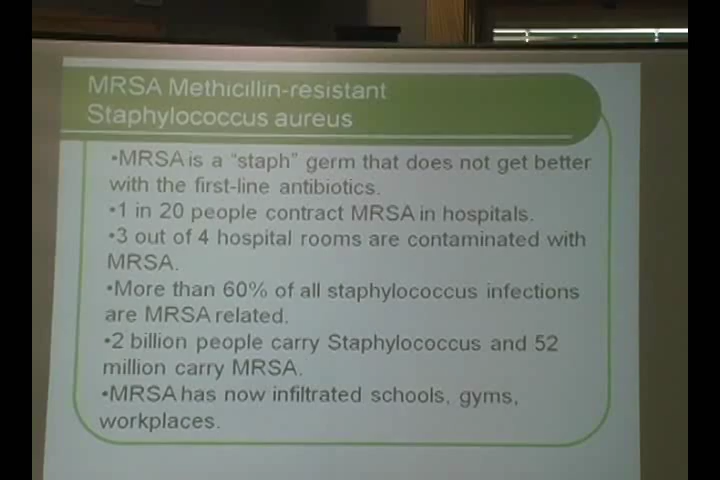 MRSA Methicillin-resistant
Staphylococcus aureus
•MRSA is a “staph” germ that does not get better
with the first-line antibiotics.
•1 in 20 people contract MRSA in hospitals.
•3 out of 4 hospital rooms are contaminated with
MRSA.
•More than 60% of all staphylococcus infections
are MRSA related.
•2 billion people carry Staphylococcus and 52
million carry MRSA.
•MRSA has now infiltrated schools, gyms,
workplaces.